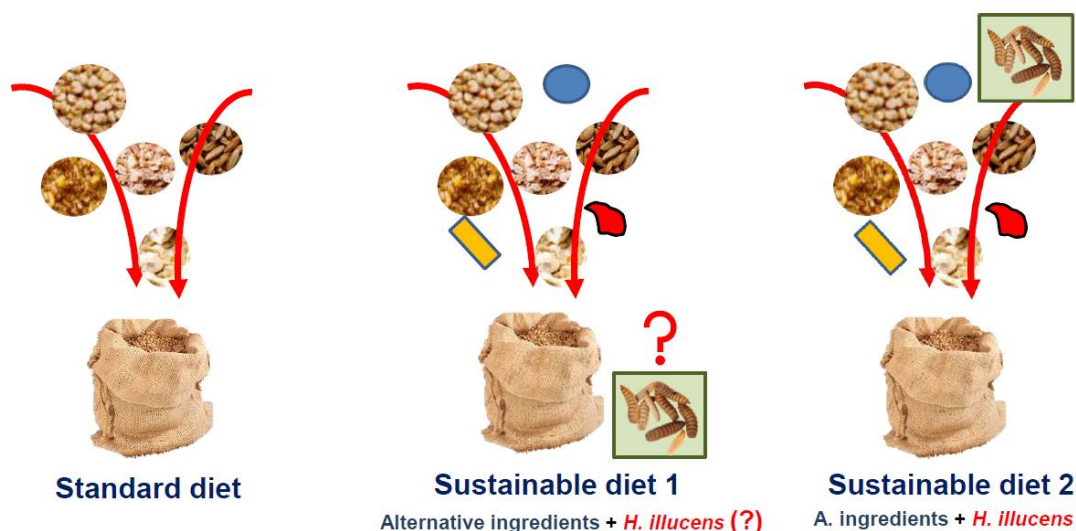 ?
Standard diet
Sustainable diet 1
Alternative ingredients + H. illucens (?)
Sustainable diet 2
A. ingredients + H. illucens